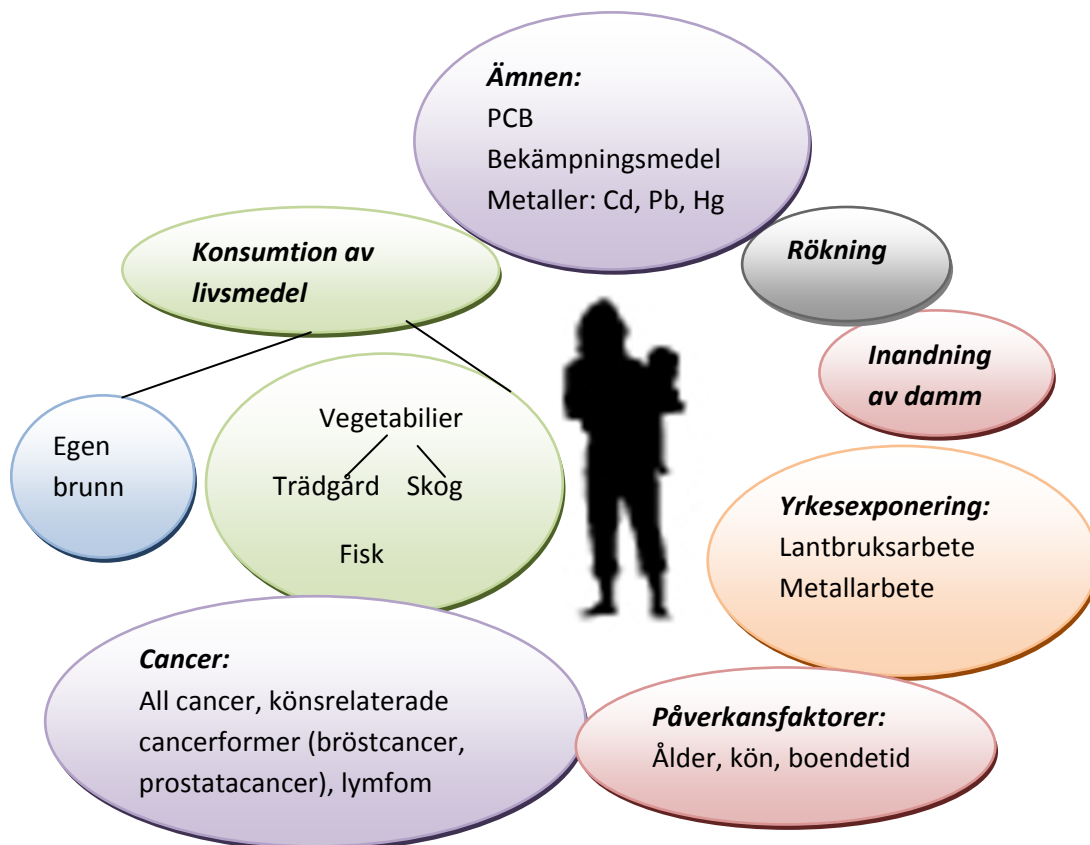 Ämnen:
PCB
Bekämpningsmedel
Metaller: Cd, Pb, Hg
Konsumtion av
livsmedel
Rökning
Inandning
av damm
Egen
brunn
Vegetabilier
Trädgård Skog
Fisk
Yrkesexponering:
Lantbruksarbete
Metallarbete
Cancer:
All cancer, könsrelaterade
cancerformer (bröstcancer,
prostatacancer), lymfom
Påverkansfaktorer:
Ålder, kön, boendetid